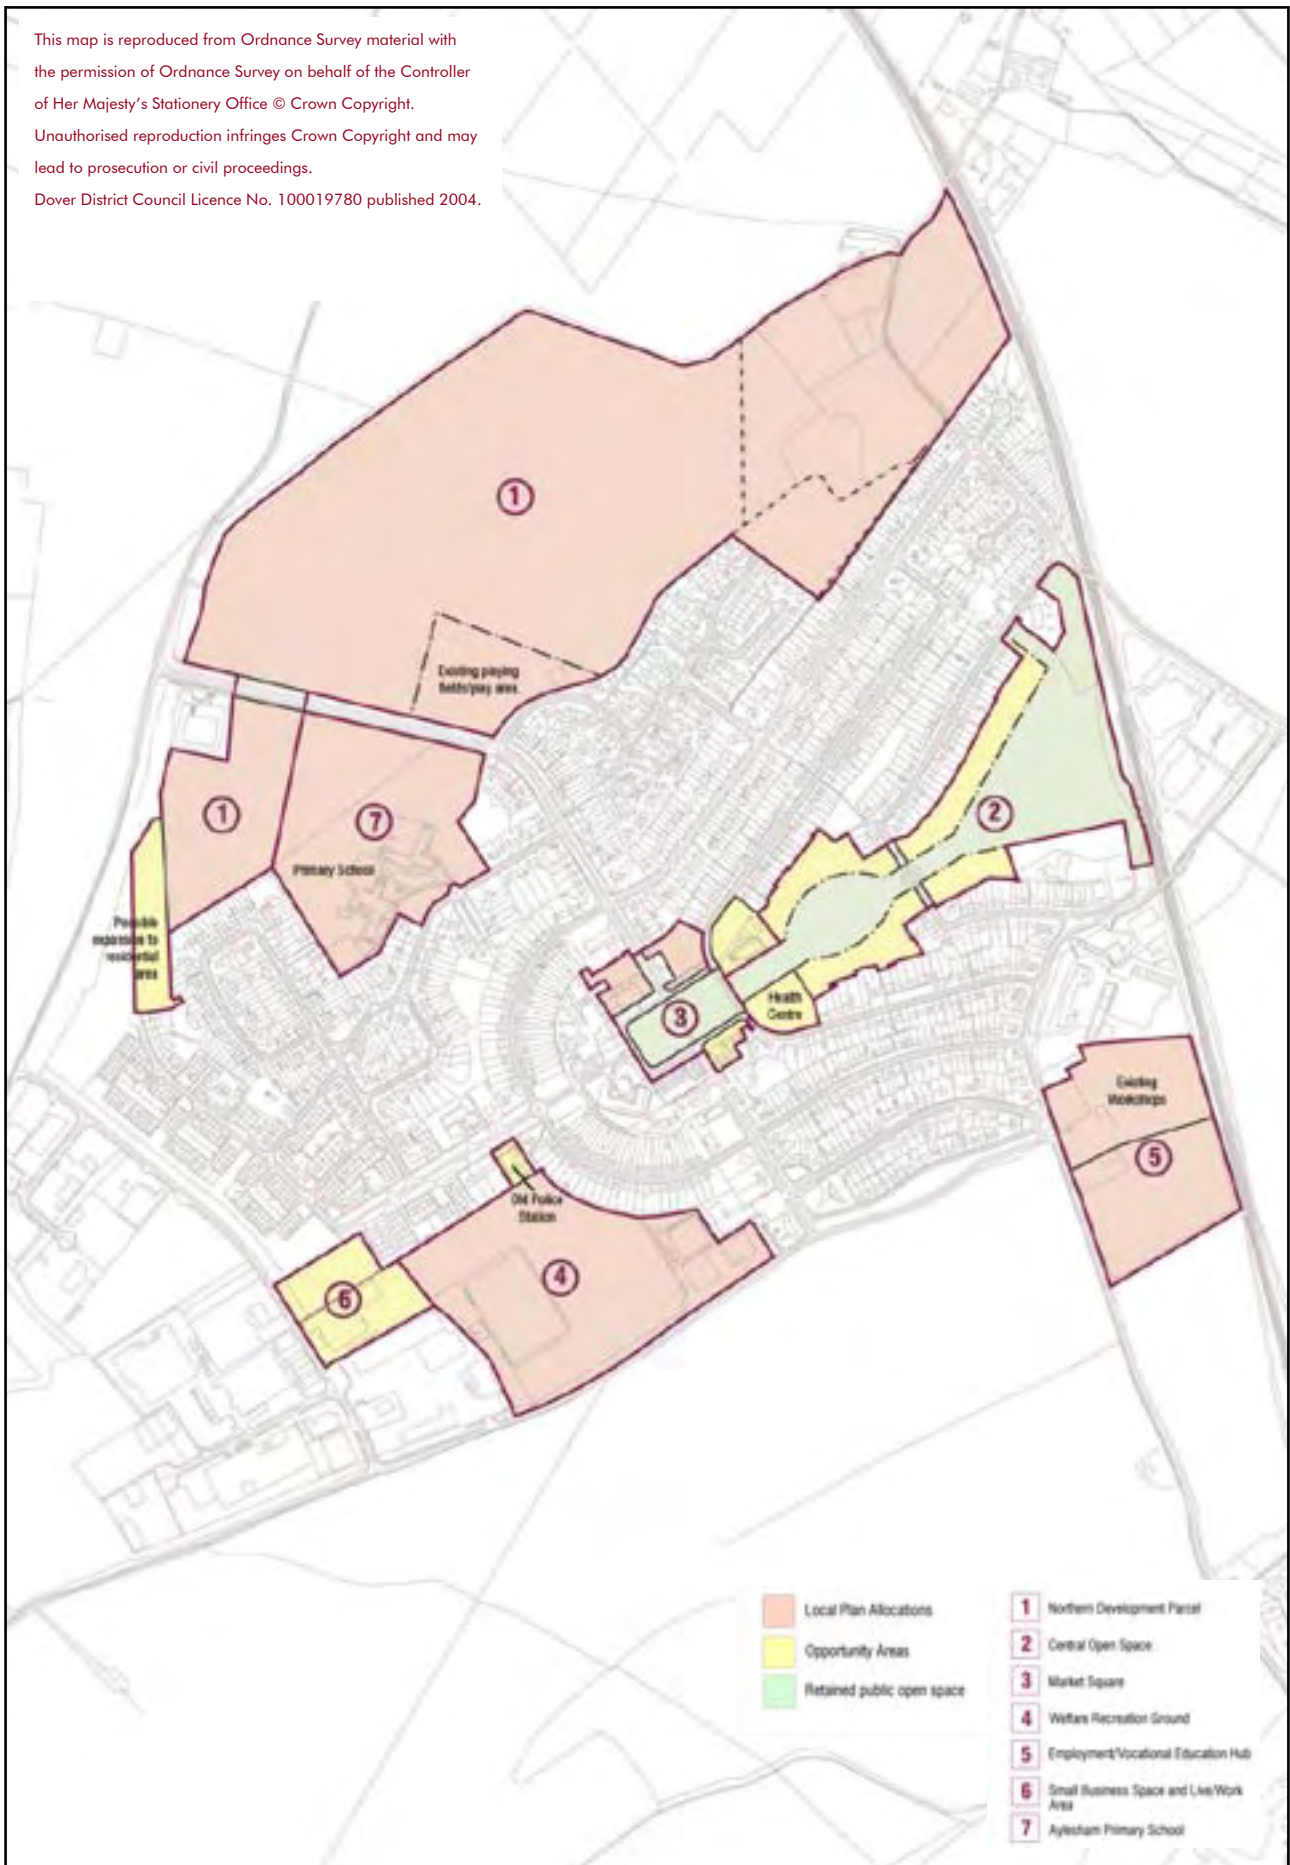 This map is reproduced from Ordnance Survey material with
the permission of Ordnance Survey on behalf of the Controller
of Her Majesty's Stationery Office © Crown Copyright.
Unauthorised reproduction infringes Crown Copyright and may
lead to prosecution or civil proceedings.
Dover District Council Licence No. 100019780 published 2004.
1
Existing playing
fields/play area
1
7
Primary School
2
Possible
expansion to
residential
area
3
Health
Centre
Existing
Workshops
5
Old Police
Station
4
6
Local Plan Allocations
Opportunity Areas
Retained public open space
1 Northern Development Parcel
2 Central Open Space
3 Market Square
4 Welfare Recreation Ground
5 Employment/Vocational Education Hub
6 Small Business Space and Live/Work
Area
7 Aylesham Primary School